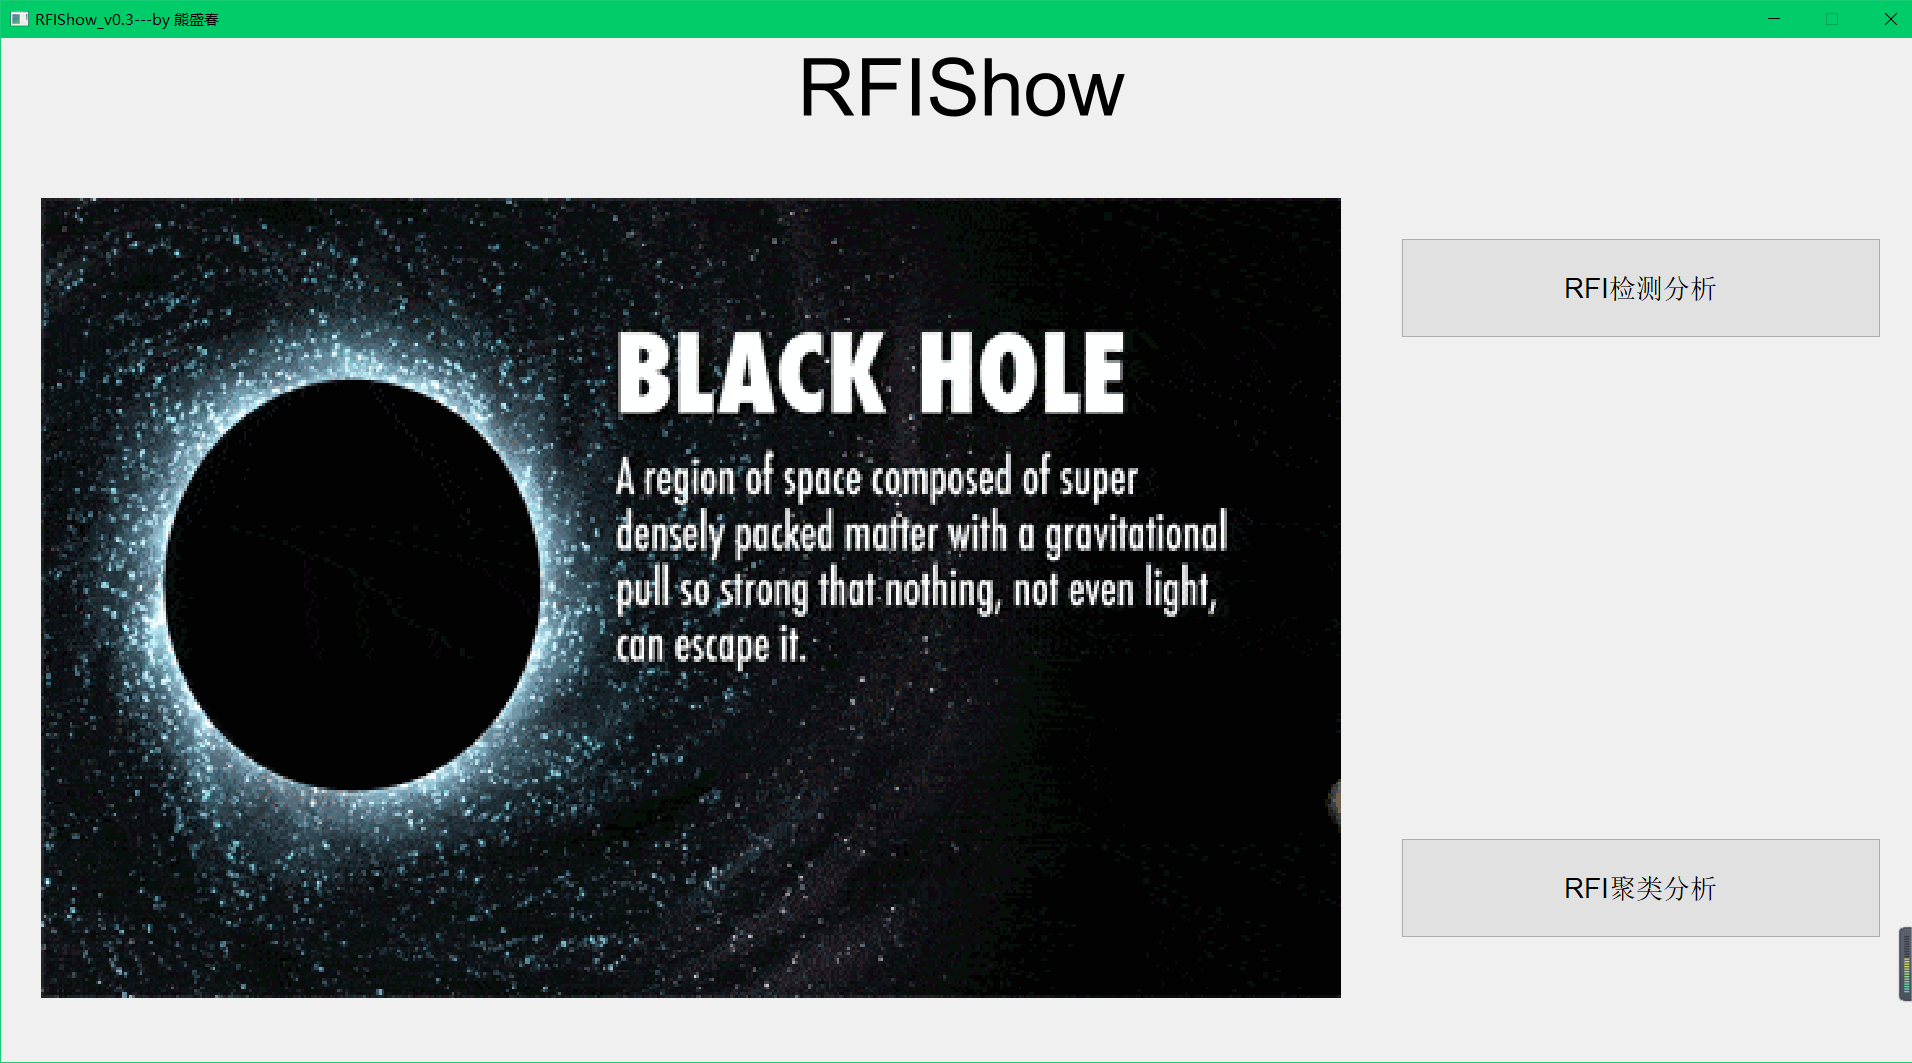 RFIShow_v0.3---by 熊盛春
RFIShow
BLACK HOLE
A region of space composed of super
densely packed matter with a gravitational
pull so strong that nothing, not even light,
can escape it.
RFI检测分析
RFI聚类分析